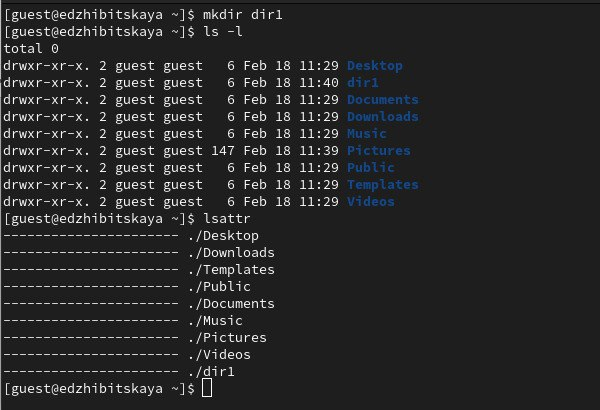 [guest@edzhibitskaya ~]$ mkdir dir1
[guest@edzhibitskaya ~]$ ls -l
total 0
drwxr-xr-x. 2 guest guest   6 Feb 18 11:29 Desktop
drwxr-xr-x. 2 guest guest   6 Feb 18 11:40 dir1
drwxr-xr-x. 2 guest guest   6 Feb 18 11:29 Documents
drwxr-xr-x. 2 guest guest   6 Feb 18 11:29 Downloads
drwxr-xr-x. 2 guest guest   6 Feb 18 11:29 Music
drwxr-xr-x. 2 guest guest 147 Feb 18 11:39 Pictures
drwxr-xr-x. 2 guest guest   6 Feb 18 11:29 Public
drwxr-xr-x. 2 guest guest   6 Feb 18 11:29 Templates
drwxr-xr-x. 2 guest guest   6 Feb 18 11:29 Videos
[guest@edzhibitskaya ~]$ lsattr
---------------------- ./Desktop
---------------------- ./Downloads
---------------------- ./Templates
---------------------- ./Public
---------------------- ./Documents
---------------------- ./Music
---------------------- ./Pictures
---------------------- ./Videos
---------------------- ./dir1
[guest@edzhibitskaya ~]$